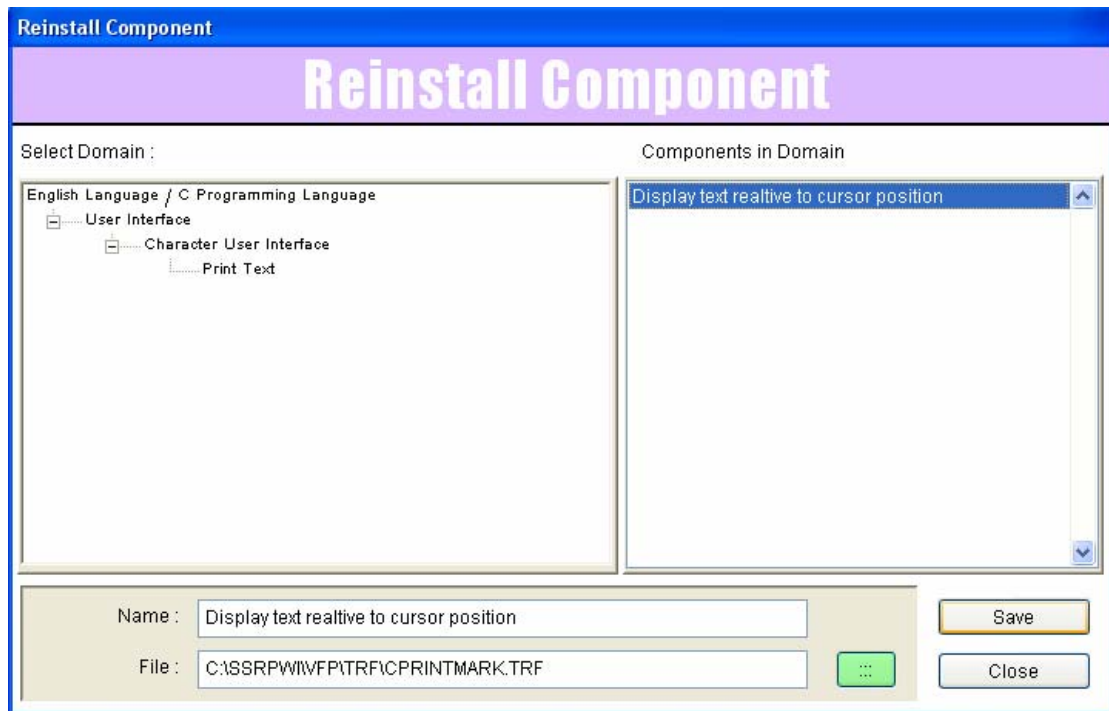 Reinstall Component
Reinstall Component
Select Domain :
Components in Domain
English Language / C Programming Language
User Interface
Character User Interface
Print Text
Display text realtive to cursor position
Name :
Display text realtive to cursor position
Save
File :
C:\SSRPWI\VFP\TRF\CPRINTMARK.TRF
:::
Close